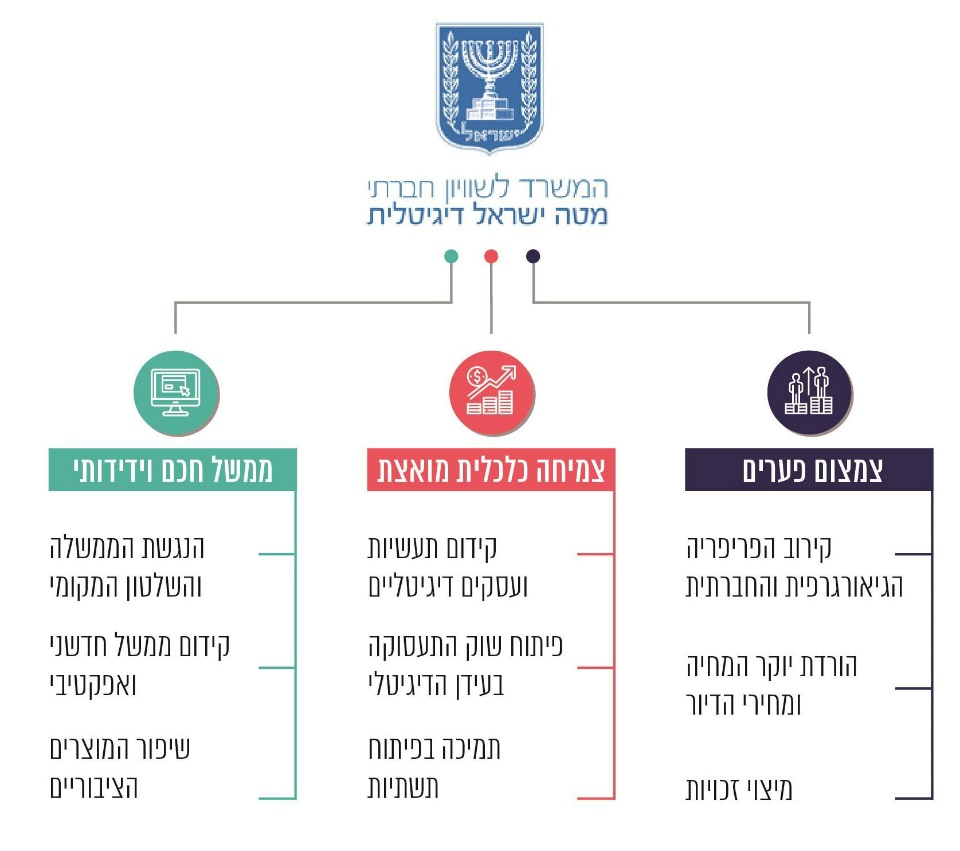 ישראל
המשרד לשוויון חברתי
מטה ישראל דיגיטלית
צמצום פערים
קירוב הפריפריה
הגיאורגרפית והחברתית
הורדת יוקר המחיה
ומחירי הדיור
מיצוי זכויות
צמיחה כלכלית מואצת
קידום תעשיות
ועסקים דיגיטליים
פיתוח שוק התעסוקה
בעידן הדיגיטלי
תמיכה בפיתוח
תשתיות
ממשל חכם וידידותי
הנגשת הממשלה
והשלטון המקומי
קידום ממשל חדשני
ואפקטיבי
שיפור המוצרים
הציבוריים